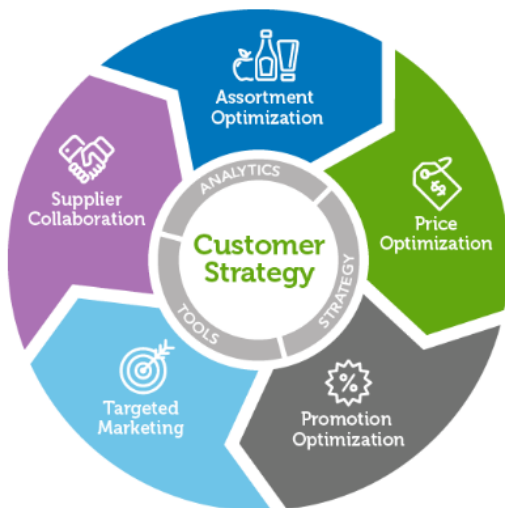 Assortment
Optimization
Price
Optimization
Promotion
Optimization
Targeted
Marketing
Supplier
Collaboration
ANALYTICS
STRATEGY
TOOLS
Customer
Strategy
$
%